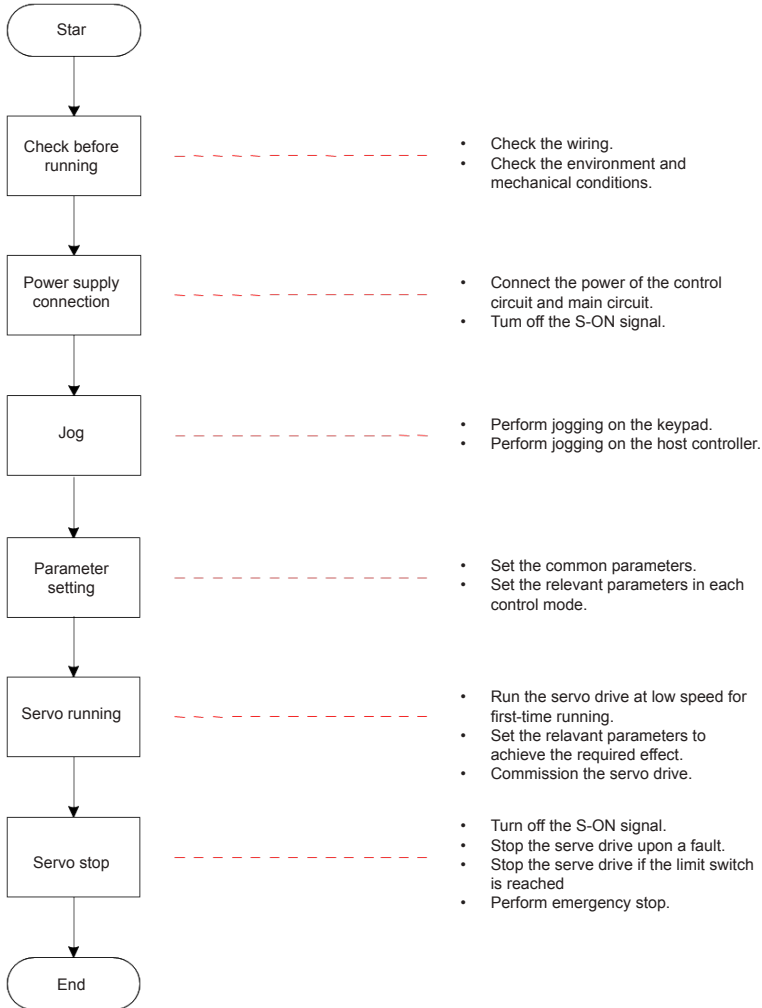 Star
Check before
running
• Check the wiring.
• Check the environment and
mechanical conditions.
Power supply
connection
• Connect the power of the control
circuit and main circuit.
• Tum off the S-ON signal.
Jog
• Perform jogging on the keypad.
• Perform jogging on the host controller.
Parameter
setting
• Set the common parameters.
• Set the relevant parameters in each
control mode.
Servo running
• Run the servo drive at low speed for
first-time running.
• Set the relavant parameters to
achieve the required effect.
• Commission the servo drive.
Servo stop
• Turn off the S-ON signal.
• Stop the serve drive upon a fault.
• Stop the serve drive if the limit switch
is reached
• Perform emergency stop.
End